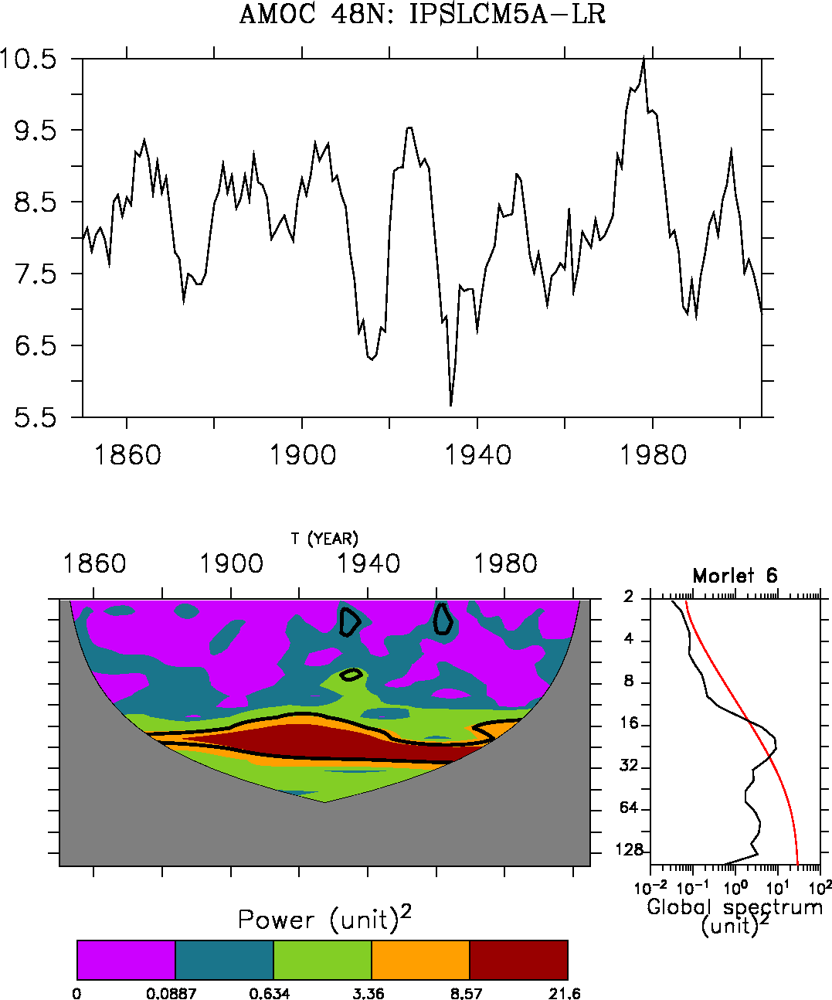 AMOC 48N: IPSLCM5A-LR
10.5
9.5
8.5
7.5
6.5
5.5
1860 1900 1940 1980
T (YEAR)
1860 1900 1940 1980
Morlet 6
2
4
8
16
32
64
128
10-2 10-1 100 101 102
Global spectrum
(unit)2
Power (unit)2
0 0.0887 0.634 3.36 8.57 21.6